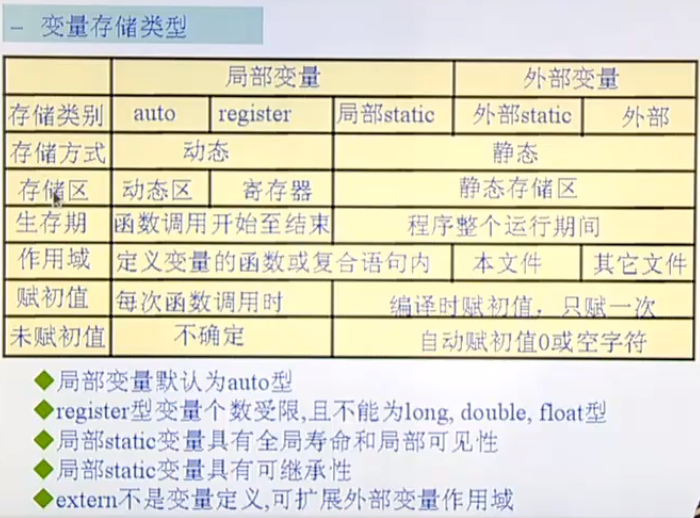 – 变量存储类型
局部变量 外部变量
存储类别 auto register 局部static 外部static 外部
存储方式 动态 静态
存储区 动态区 寄存器 静态存储区
生存期 函数调用开始至结束 程序整个运行期间
作用域 定义变量的函数或复合语句内 本文件 其它文件
赋初值 每次函数调用时 编译时赋初值，只赋一次
未赋初值 不确定 自动赋初值0或空字符
◆局部变量默认为auto型
◆register型变量个数受限,且不能为long, double, float型
◆局部static变量具有全局寿命和局部可见性
◆局部static变量具有可继承性
◆extern不是变量定义,可扩展外部变量作用域